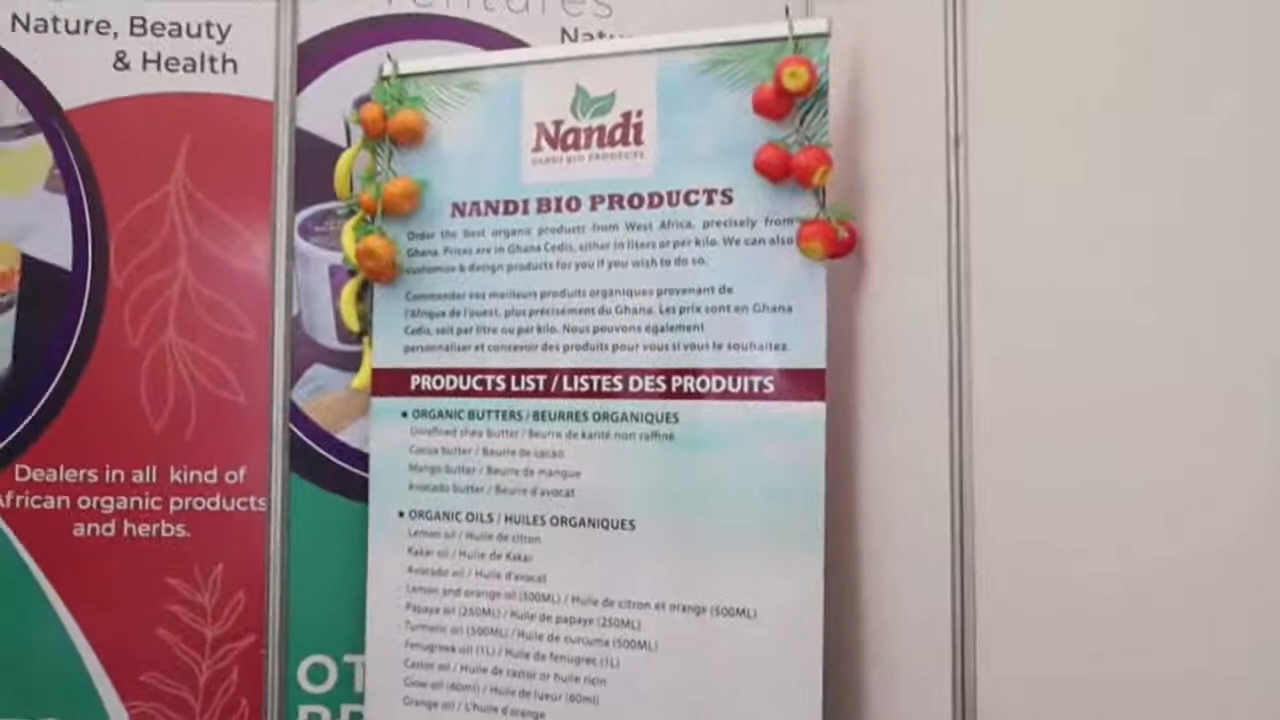 Nature, Beauty
& Health
Dealers in all kind of
African organic products
and herbs.
Nandi
NANDI BIO PRODUCTS
NANDI BIO PRODUCTS
Order the best organic products from West Africa, precisely from
Ghana. Prices are in Ghana Cedis, either in liters or per kilo. We can also
customize & design products for you if you wish to do so.
Commander vos meilleurs produits organiques provenant de
l'Afrique de l'ouest, plus précisément du Ghana. Les prix sont en Ghana
Cedis, soit par litre ou par kilo. Nous pouvons également
personnaliser et concevoir des produits pour vous si vous le souhaitez.
PRODUCTS LIST / LISTES DES PRODUITS
• ORGANIC BUTTERS / BEURRES ORGANIQUES
Unrefined shea butter / Beurre de karité non raffiné
Cocoa butter / Beurre de cacao
Mango butter / Beurre de mangue
Avocado butter / Beurre d'avocat
• ORGANIC OILS / HUILES ORGANIQUES
Lemon oil / Huile de citron
Kakar oil / Huile de Kakar
Avocado oil / Huile d'avocat
Lemon and orange oil (500ML) / Huile de citron et orange (500ML)
Papaya oil (250ML) / Huile de papaye (250ML)
Turmeric oil (500ML) / Huile de curcuma (500ML)
Fenugreek oil (1L) / Huile de fenugrec (1L)
Castor oil / Huile de castor or huile ricin
Glow oil (60ml) / Huile de lueur (60ml)
Orange oil / L'huile d'orange